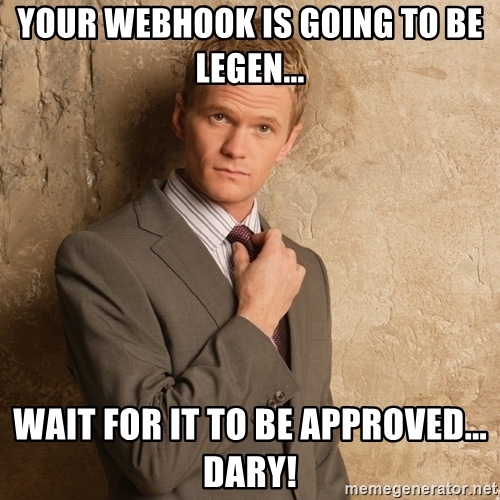 YOUR WEBHOOK IS GOING TO BE
LEGEN...
WAIT FOR IT TO BE APPROVED...
DARY!
memegenerator.net